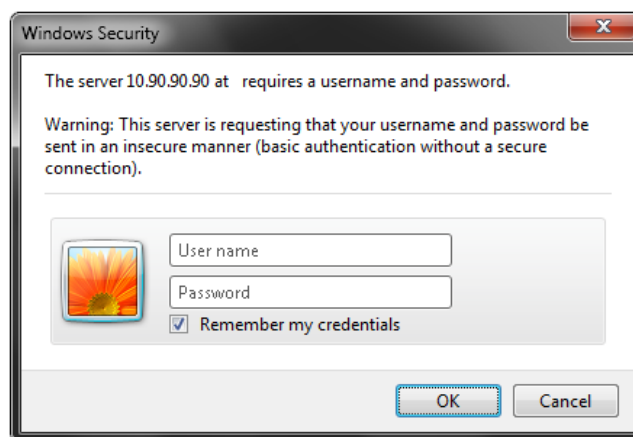 Windows Security
The server 10.90.90.90 at   requires a username and password.
Warning: This server is requesting that your username and password be
sent in an insecure manner (basic authentication without a secure
connection).
User name
Password
Remember my credentials
OK
Cancel